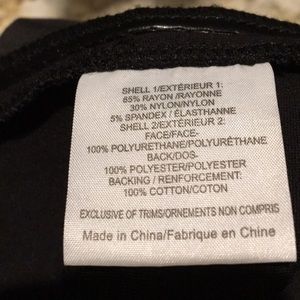 SHELL 1/EXTÉRIEUR 1:
65% RAYON /RAYONNE
30% NYLON/NYLON
5% SPANDEX / ÉLASTHANNE
SHELL 2/EXTÉRIEUR 2:
FACE/FACE-
100% POLYURETHANE/POLYURÉTHANE
BACK/DOS-
100% POLYESTER/POLYESTER
BACKING / RENFORCEMENT:
100% COTTON/COTON
EXCLUSIVE OF TRIMS/ORNEMENTS NON COMPRIS
Made in China/Fabrique en Chine